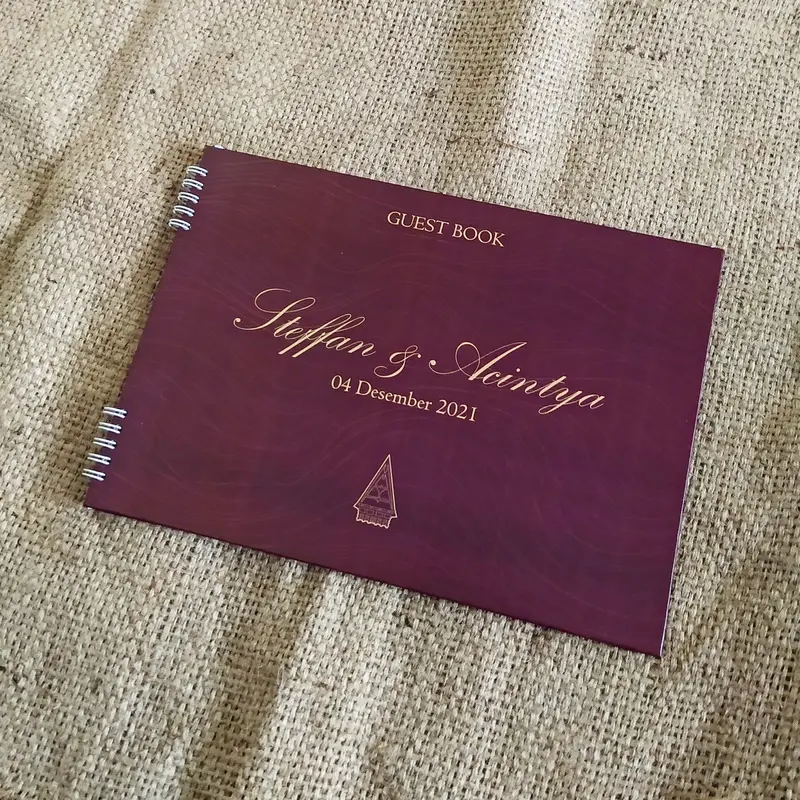 GUEST BOOK
Steffan & Acintya
04 Desember 2021